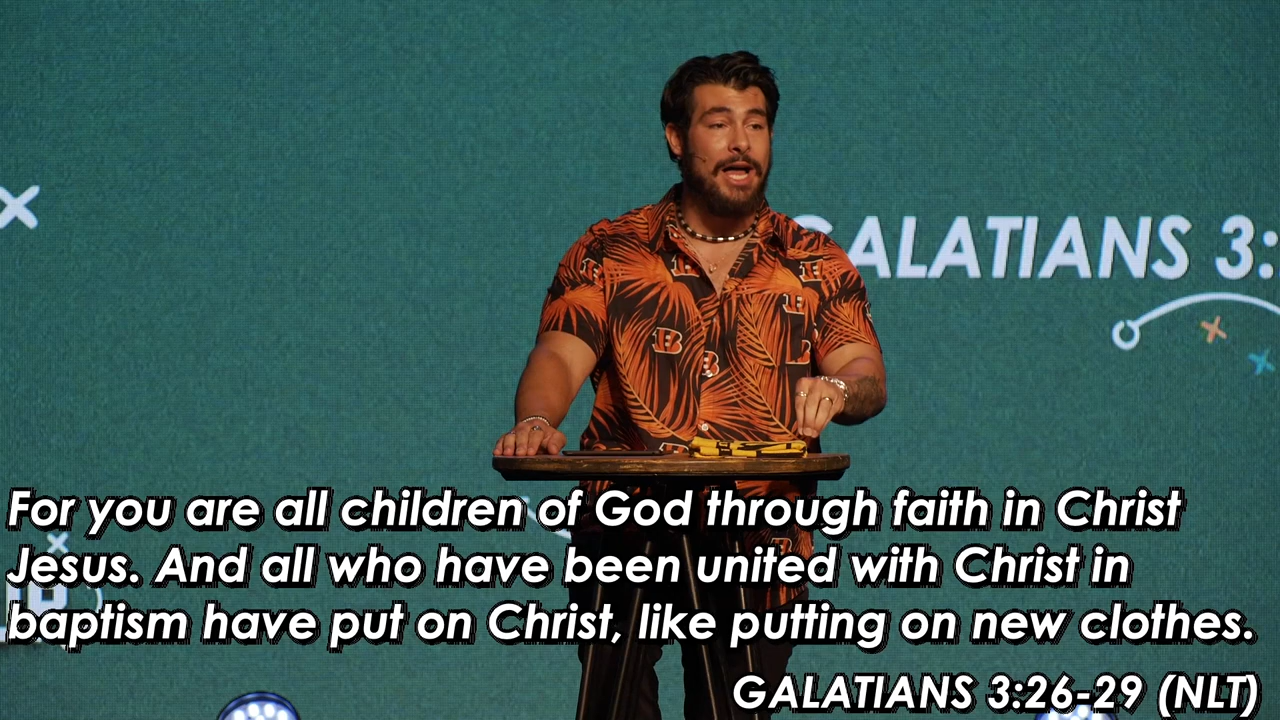 GALATIANS 3:
For you are all children of God through faith in Christ
Jesus. And all who have been united with Christ in
baptism have put on Christ, like putting on new clothes.
GALATIANS 3:26-29 (NLT)